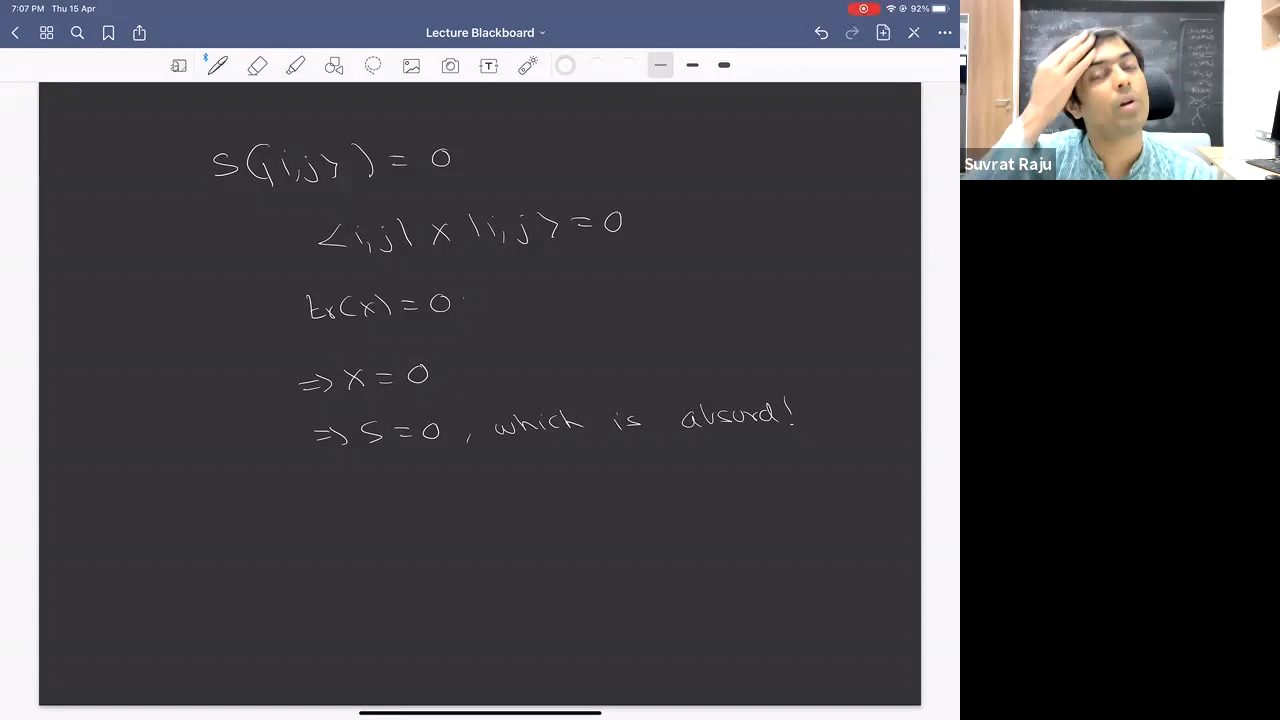 7:07 PM Thu 15 Apr
92%
Lecture Blackboard
T
S(|i,j⟩) = 0
<i,j| X |i,j> = 0
tr(X) = 0
⇒ X = 0
⇒ S = 0, which is absurd!
Suvrat Raju